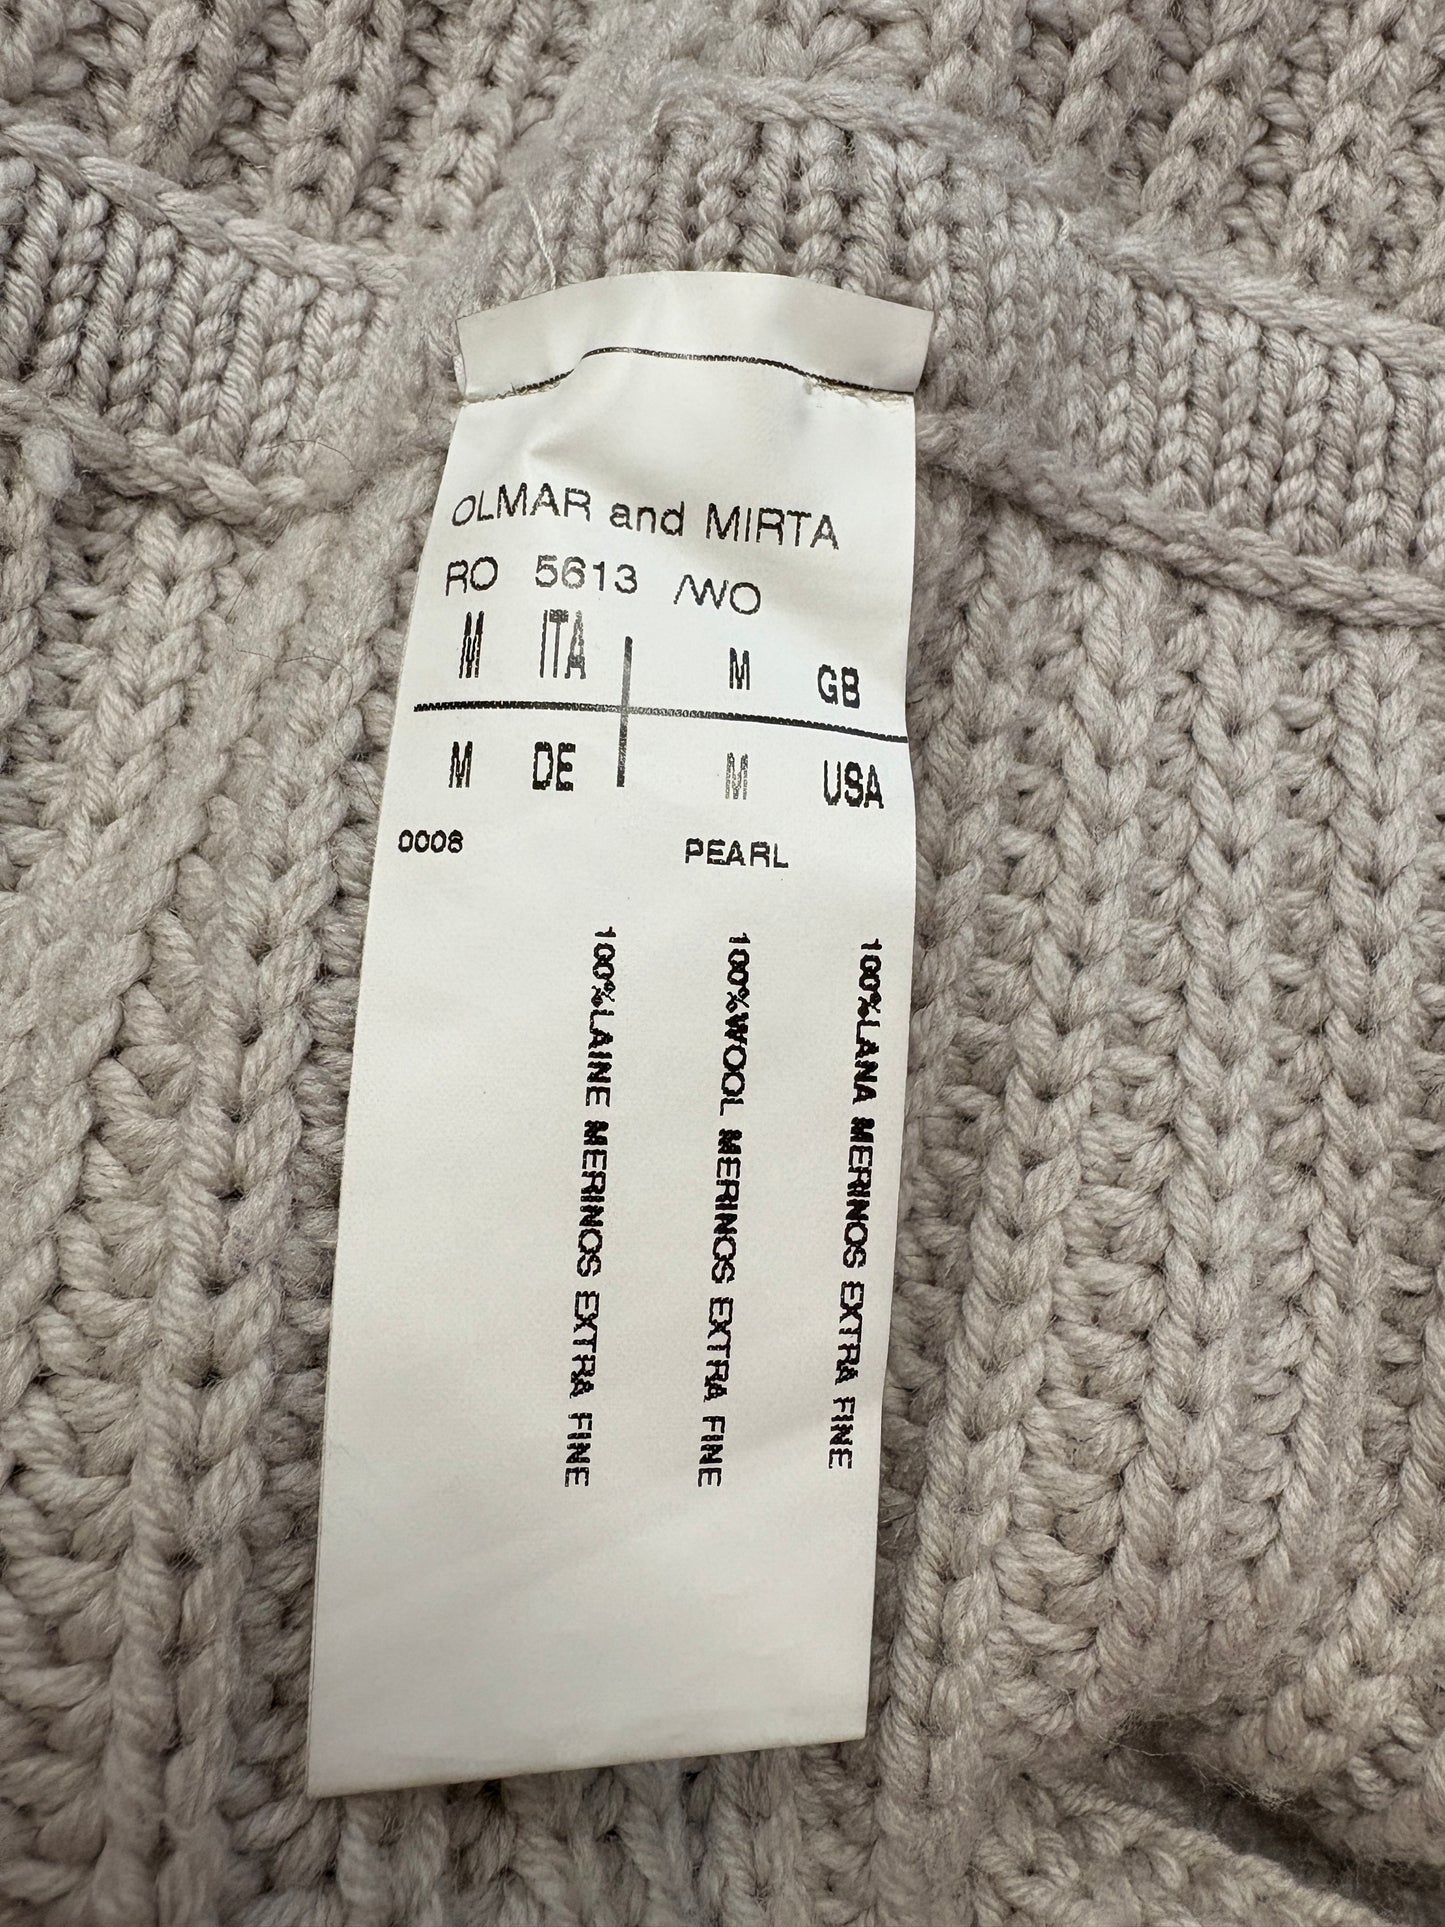 OLMAR and MIRTA
RO 5613 /WO
M ITA M GB
M DE M USA
0008 PEARL
100%LANA MERINOS EXTRA FINE
100%WOOL MERINOS EXTRA FINE
100%LAINE MERINOS EXTRA FINE